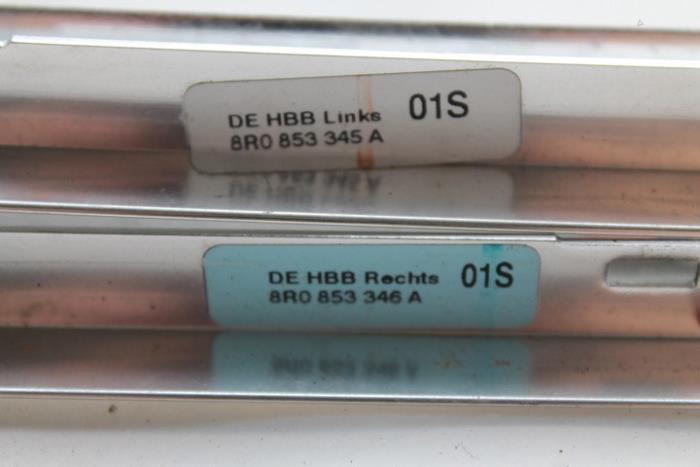 DE HBB Links 01S
8R0 853 345 A
DE HBB Rechts 01S
8R0 853 346 A